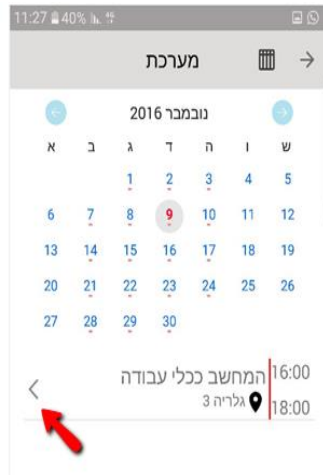 11:27 40% 4G
מערכת
נובמבר 2016
א ב ג ד ה ו ש
1 2 3 4 5
6 7 8 9 10 11 12
13 14 15 16 17 18 19
20 21 22 23 24 25 26
27 28 29 30
16:00 המחשב ככלי עבודה
גלריה 3
18:00